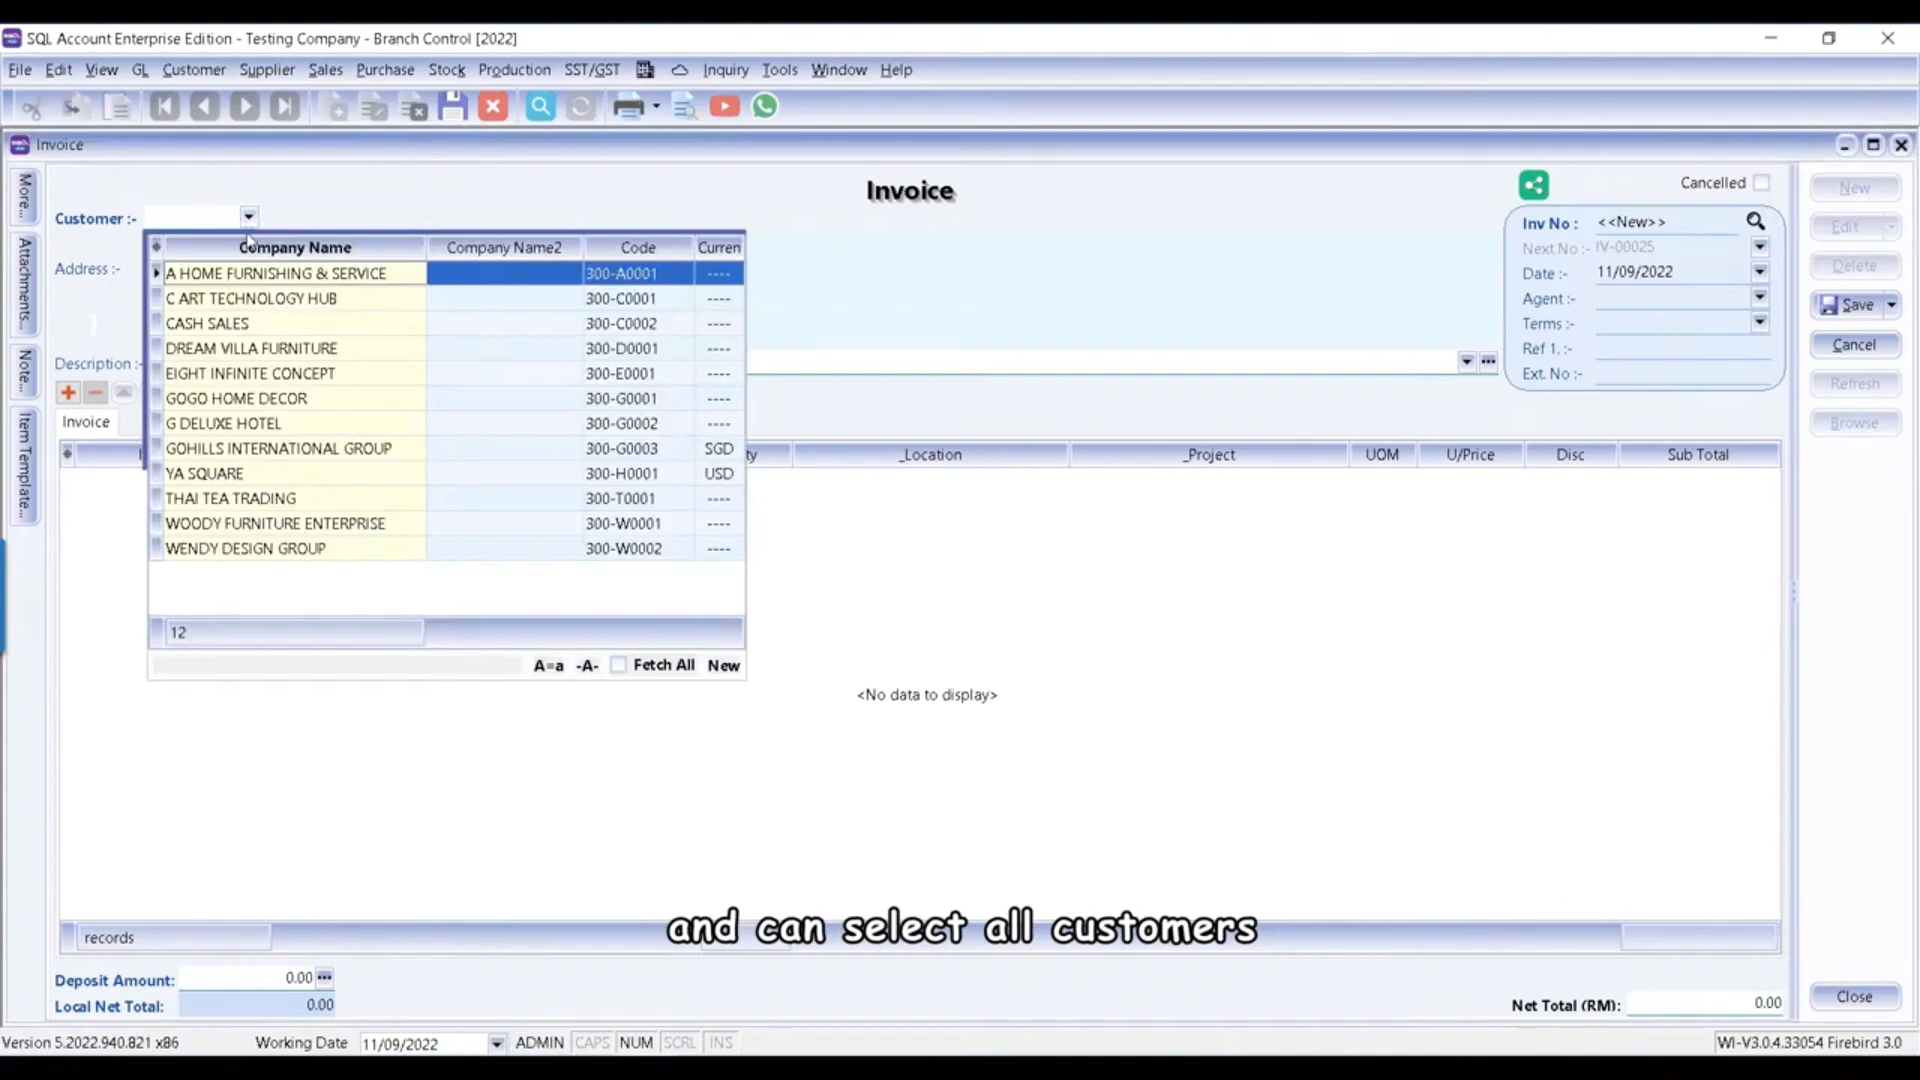 SQL Account Enterprise Edition - Testing Company - Branch Control [2022]
File Edit View GL Customer Supplier Sales Purchase Stock Production SST/GST Inquiry Tools Window Help
Invoice
Invoice
More...
Attachments...
Note...
Item Template...
Customer :-
Address :-
Description :-
Cancelled
Inv No : <<New>>
Next No :- IV-00025
Date :- 11/09/2022
Agent :-
Terms :-
Ref 1. :-
Ext. No :-
New
Edit
Delete
Save
Cancel
Refresh
Browse
Company Name Company Name2 Code Curren
A HOME FURNISHING & SERVICE 300-A0001 ----
C ART TECHNOLOGY HUB 300-C0001 ----
CASH SALES 300-C0002 ----
DREAM VILLA FURNITURE 300-D0001 ----
EIGHT INFINITE CONCEPT 300-E0001 ----
GOGO HOME DECOR 300-G0001 ----
G DELUXE HOTEL 300-G0002 ----
GOHILLS INTERNATIONAL GROUP 300-G0003 SGD
YA SQUARE 300-H0001 USD
THAI TEA TRADING 300-T0001 ----
WOODY FURNITURE ENTERPRISE 300-W0001 ----
WENDY DESIGN GROUP 300-W0002 ----
12
A=a -A- Fetch All New
Invoice
ty _Location _Project UOM U/Price Disc Sub Total
<No data to display>
and can select all customers
records
Deposit Amount: 0.00
Local Net Total: 0.00
Net Total (RM): 0.00
Close
Version 5.2022.940.821 x86 Working Date 11/09/2022 ADMIN CAPS NUM SCRL INS WI-V3.0.4.33054 Firebird 3.0